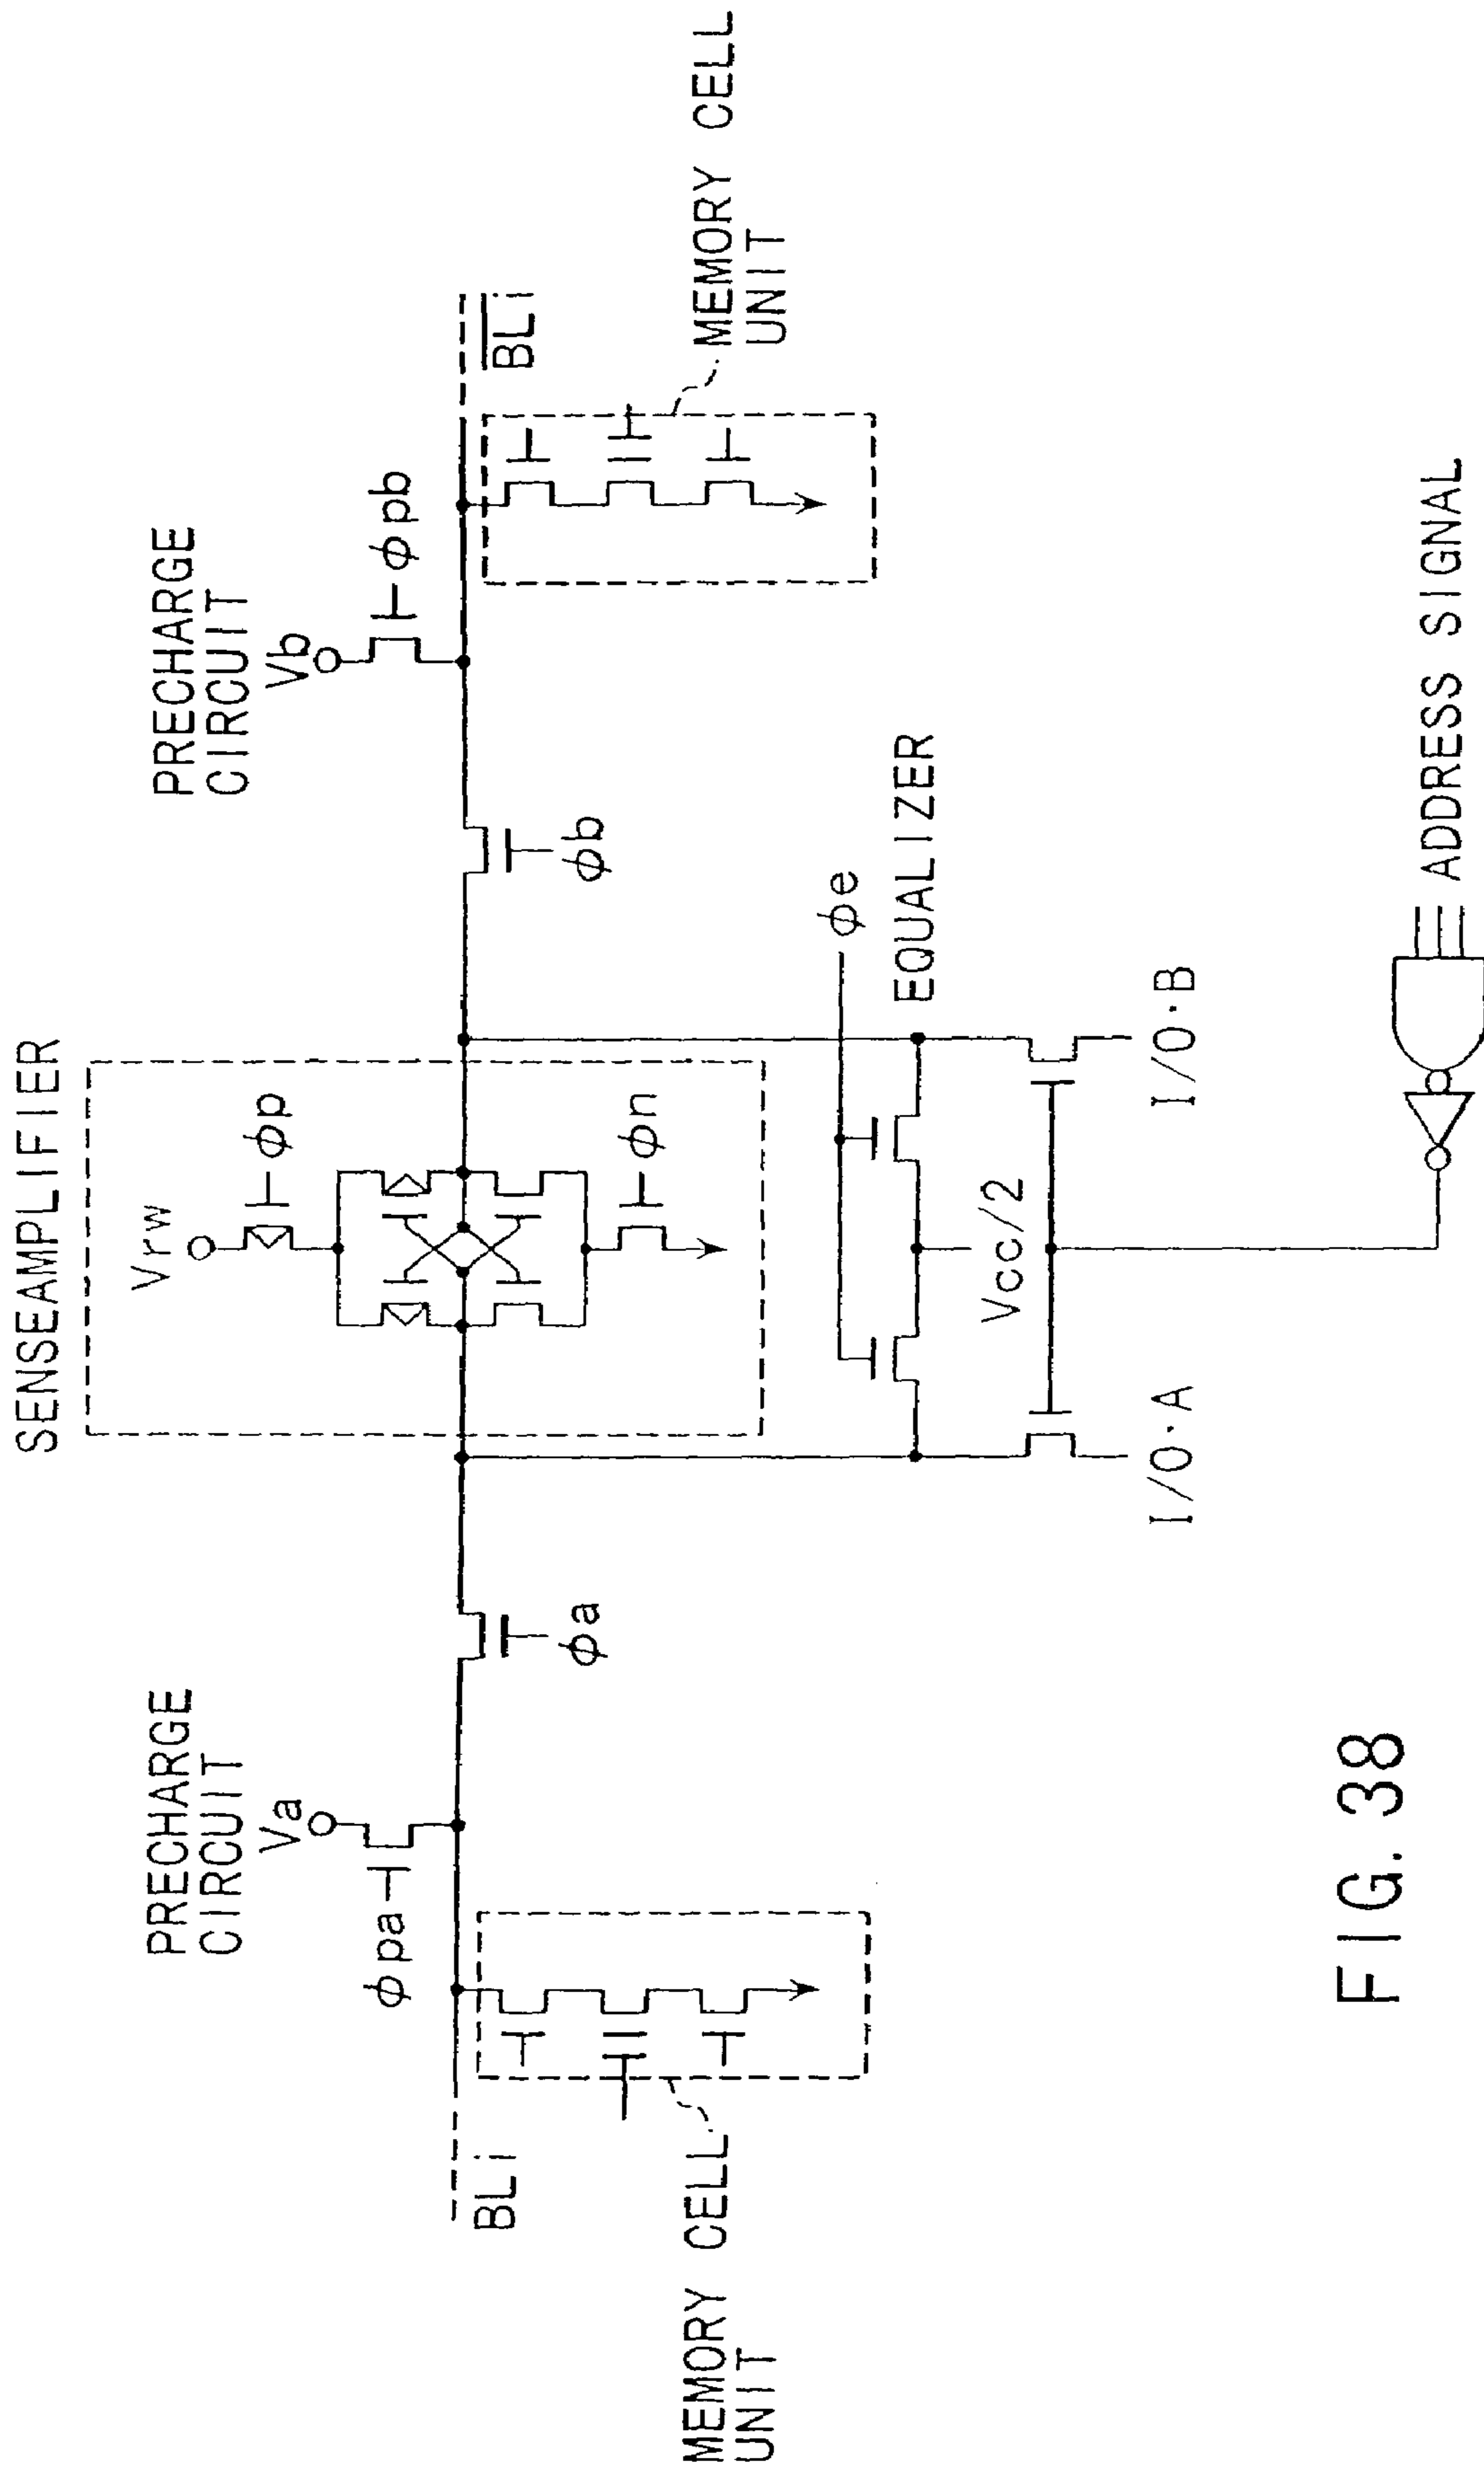 SENSEAMPLIFIER
PRECHARGE
CIRCUIT
Va
ϕpa
Vrw
ϕp
ϕn
PRECHARGE
CIRCUIT
Vb
ϕpb
BLi
ϕa
ϕb
BLi
MEMORY CELL
UNIT
MEMORY CELL
UNIT
ϕe
EQUALIZER
Vcc/2
I/O·A
I/O·B
ADDRESS SIGNAL
FIG. 38